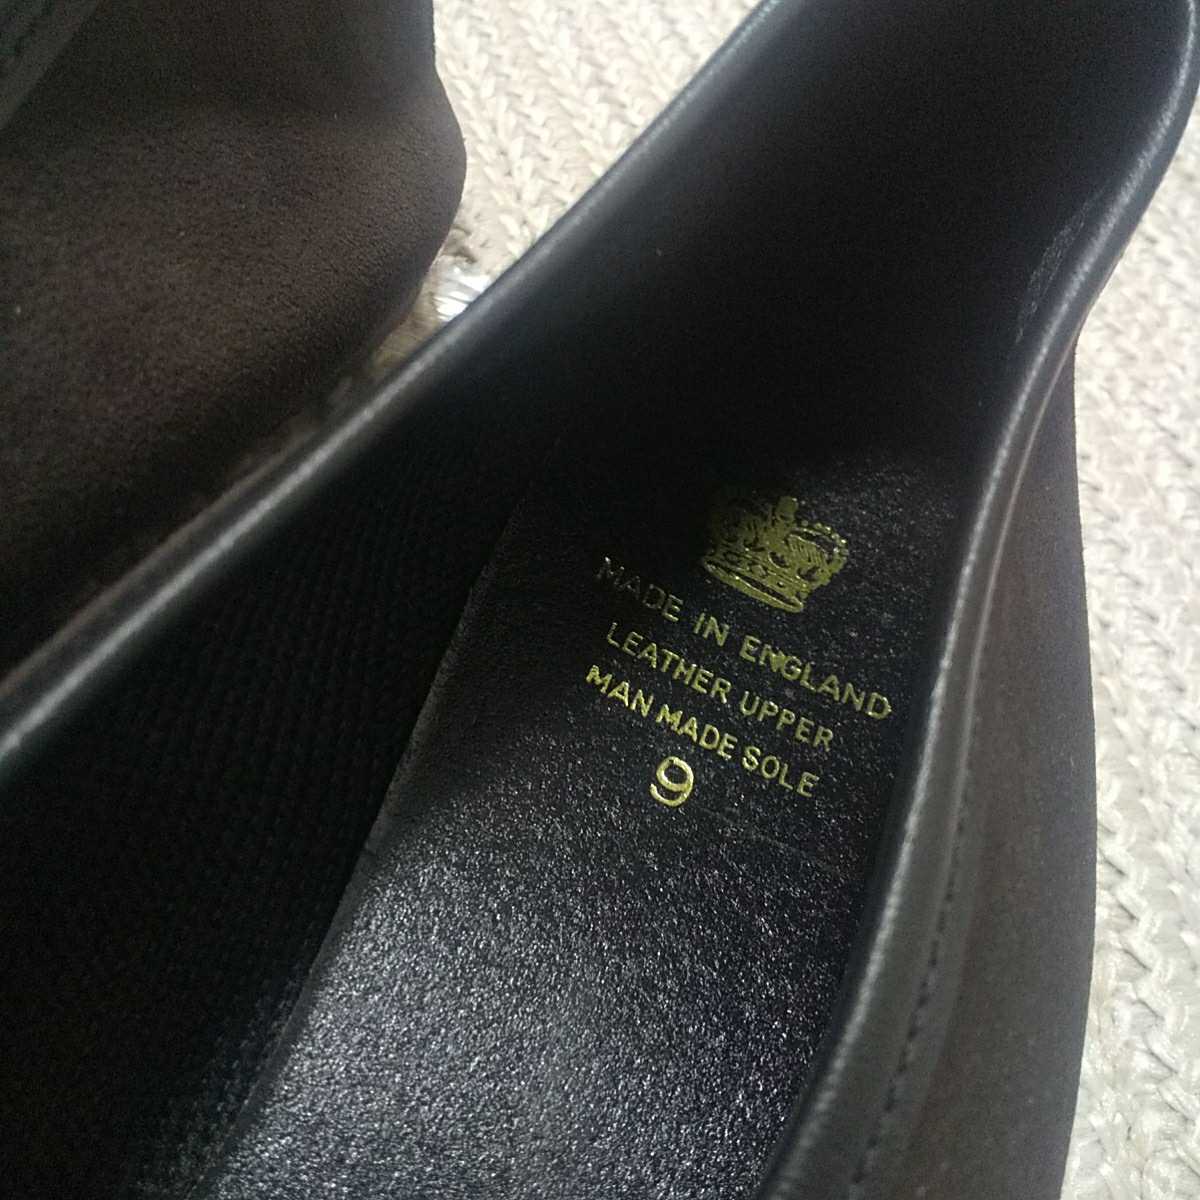 MADE IN ENGLAND
LEATHER UPPER
MAN MADE SOLE
9